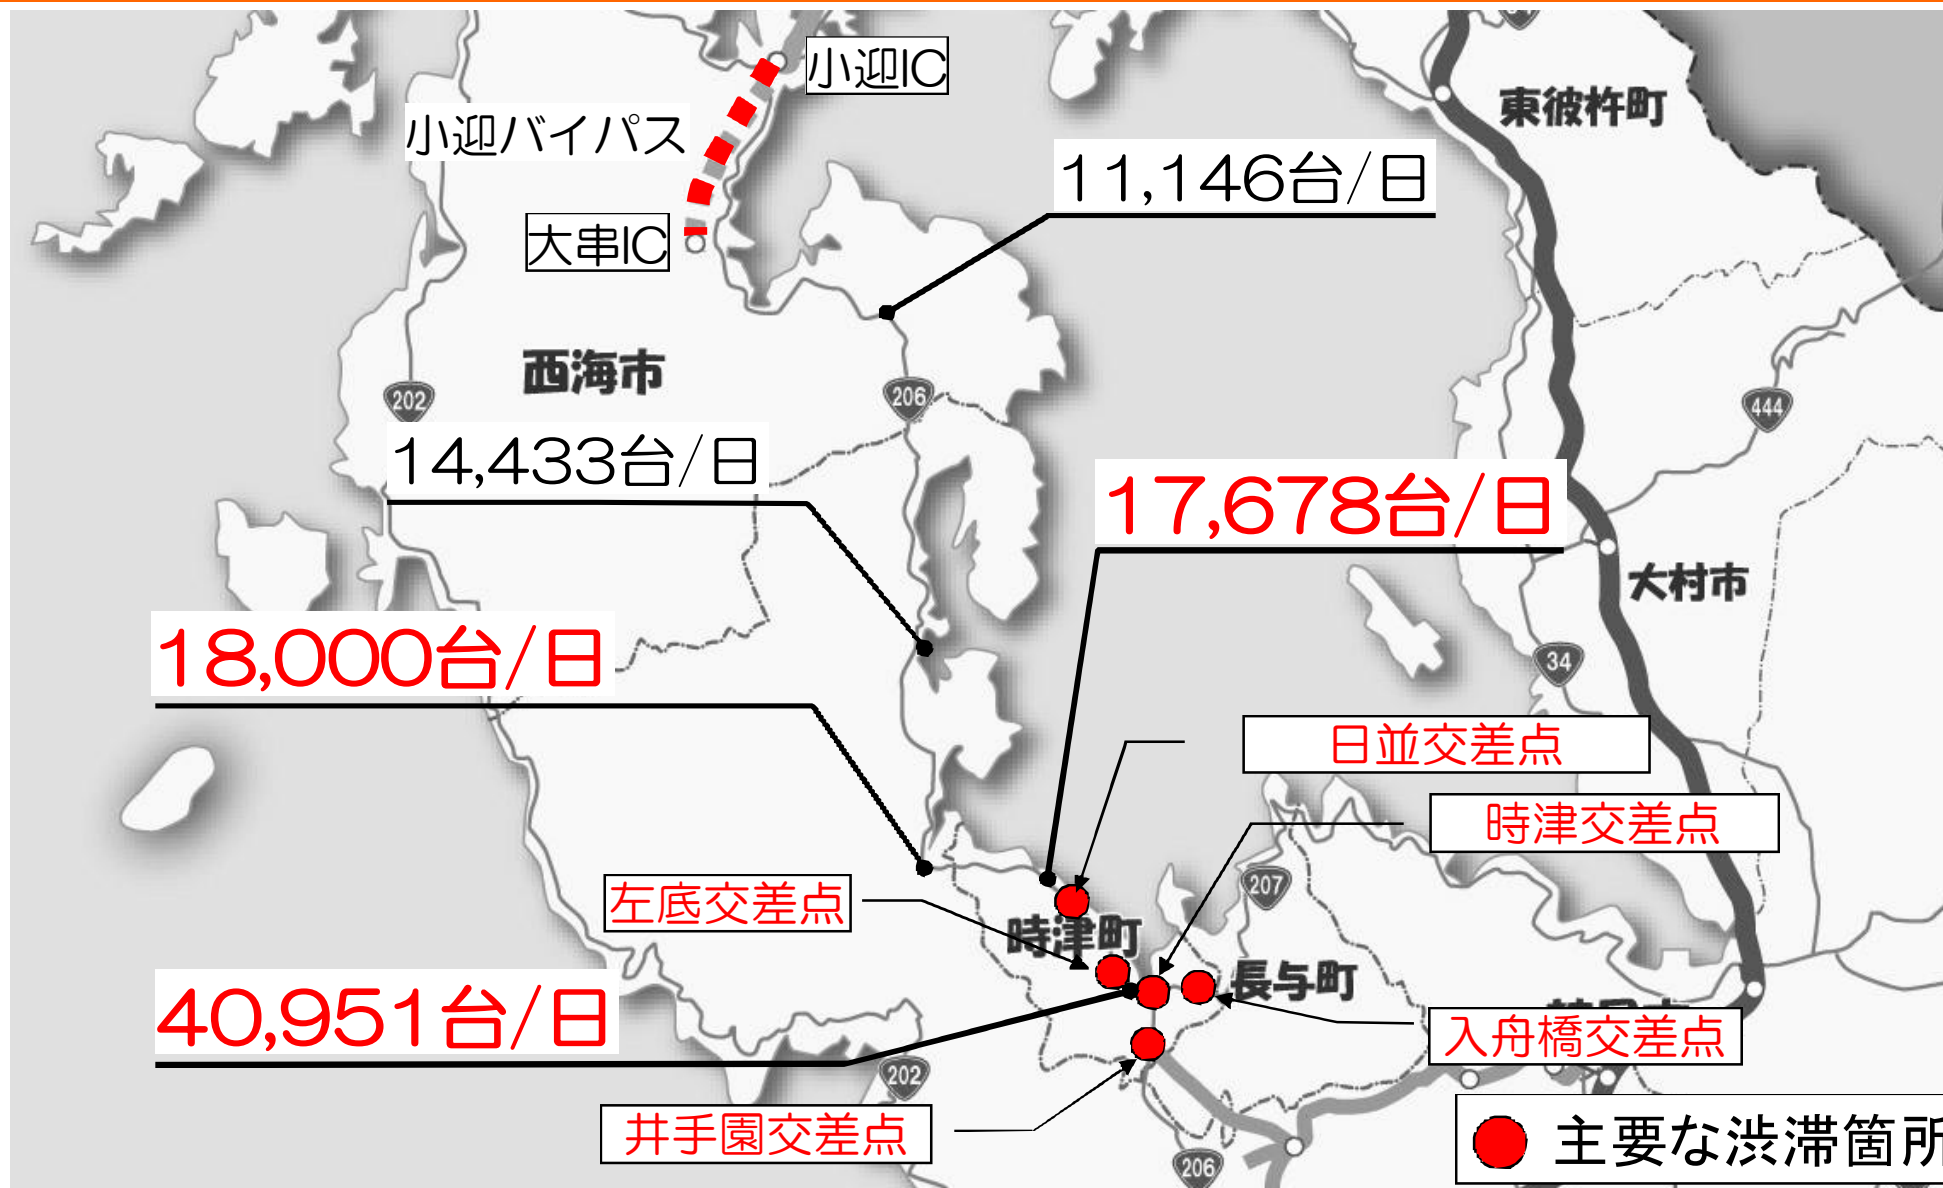 小迎IC
東彼杵町
小迎バイパス
11,146台/日
大串IC
西海市
202
206
444
14,433台/日
17,678台/日
大村市
18,000台/日
34
日並交差点
時津交差点
207
左底交差点
時津町
長与町
40,951台/日
入舟橋交差点
202
井手園交差点
206
主要な渋滞箇所